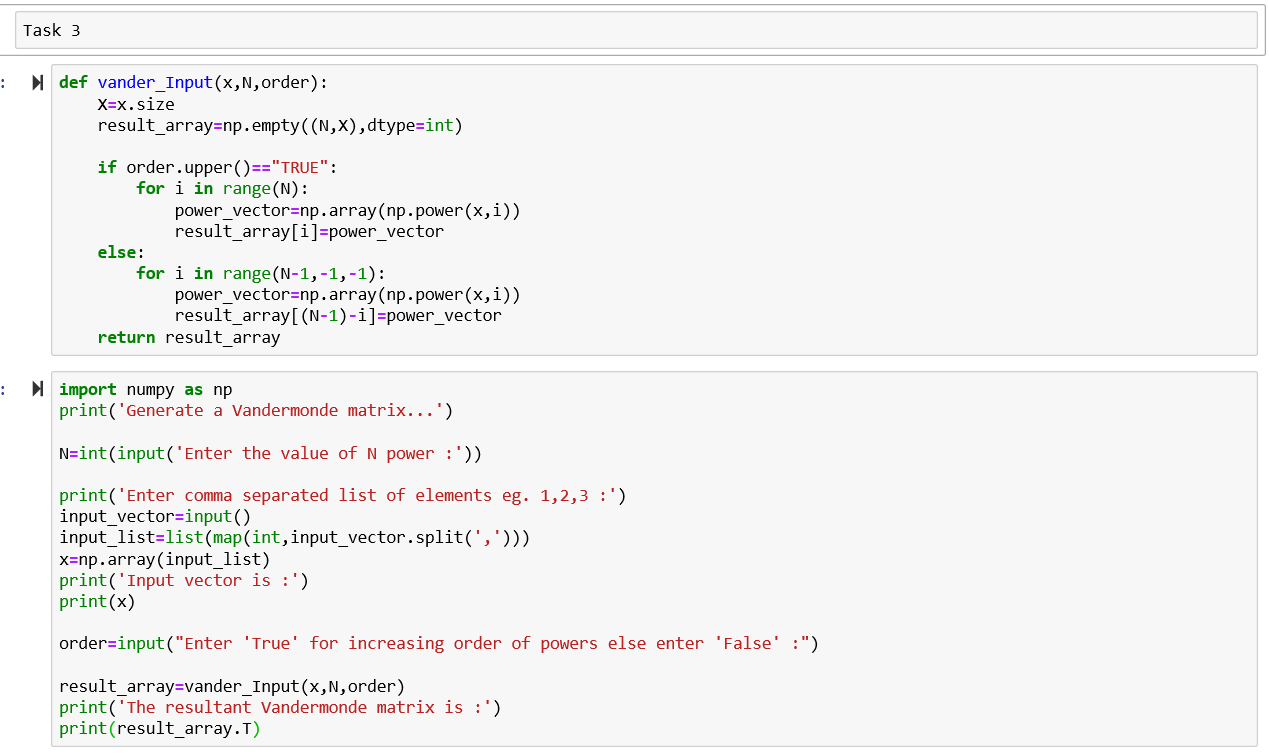 Task 3
: def vander_Input(x,N,order):
    X=x.size
    result_array=np.empty((N,X),dtype=int)

    if order.upper()=="TRUE":
        for i in range(N):
            power_vector=np.array(np.power(x,i))
            result_array[i]=power_vector
    else:
        for i in range(N-1,-1,-1):
            power_vector=np.array(np.power(x,i))
            result_array[(N-1)-i]=power_vector
    return result_array
: import numpy as np
print('Generate a Vandermonde matrix...')

N=int(input('Enter the value of N power :'))

print('Enter comma separated list of elements eg. 1,2,3 :')
input_vector=input()
input_list=list(map(int,input_vector.split(',')))
x=np.array(input_list)
print('Input vector is :')
print(x)

order=input("Enter 'True' for increasing order of powers else enter 'False' :")

result_array=vander_Input(x,N,order)
print('The resultant Vandermonde matrix is :')
print(result_array.T)